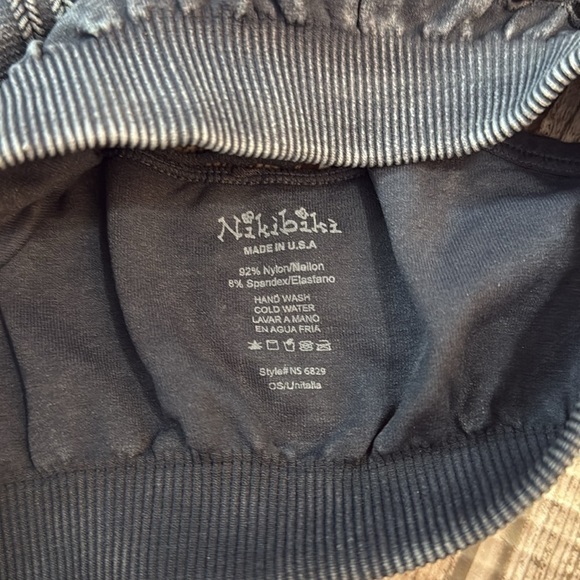 Nikibiki
MADE IN U.S.A
92% Nylon/Neilon
8% Spandex/Elastano
HAND WASH
COLD WATER
LAVAR A MANO
EN AGUA FRIA
Style# NS 6829
OS/Unitalla